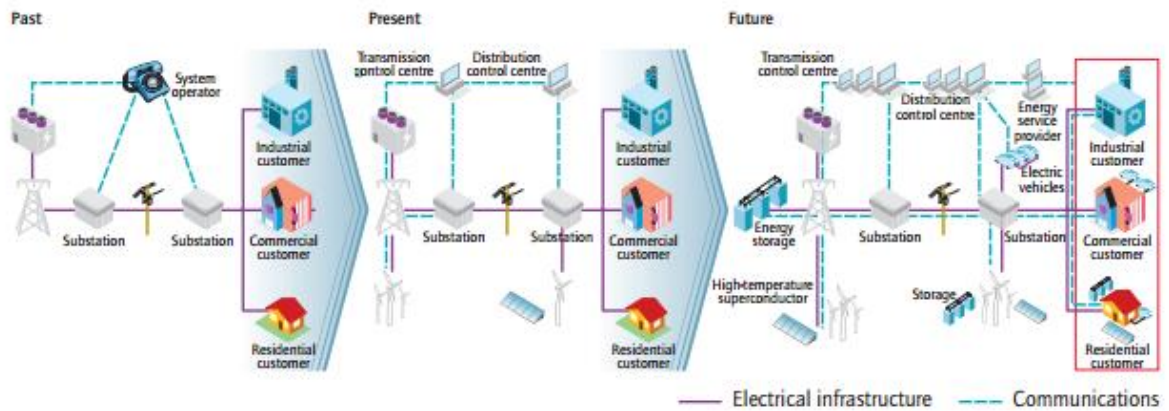 Past
Present
Future
System
operator
Industrial
customer
Substation
Substation
Commercial
customer
Residential
customer
Transmission
control centre
Distribution
control centre
Industrial
customer
Substation
Substation
Commercial
customer
Residential
customer
Transmission
control centre
Distribution
control centre
Energy
service
provider
Industrial
customer
Electric
vehicles
Energy
storage
Substation
Substation
Commercial
customer
High-temperature
superconductor
Storage
Residential
customer
Electrical infrastructure
Communications